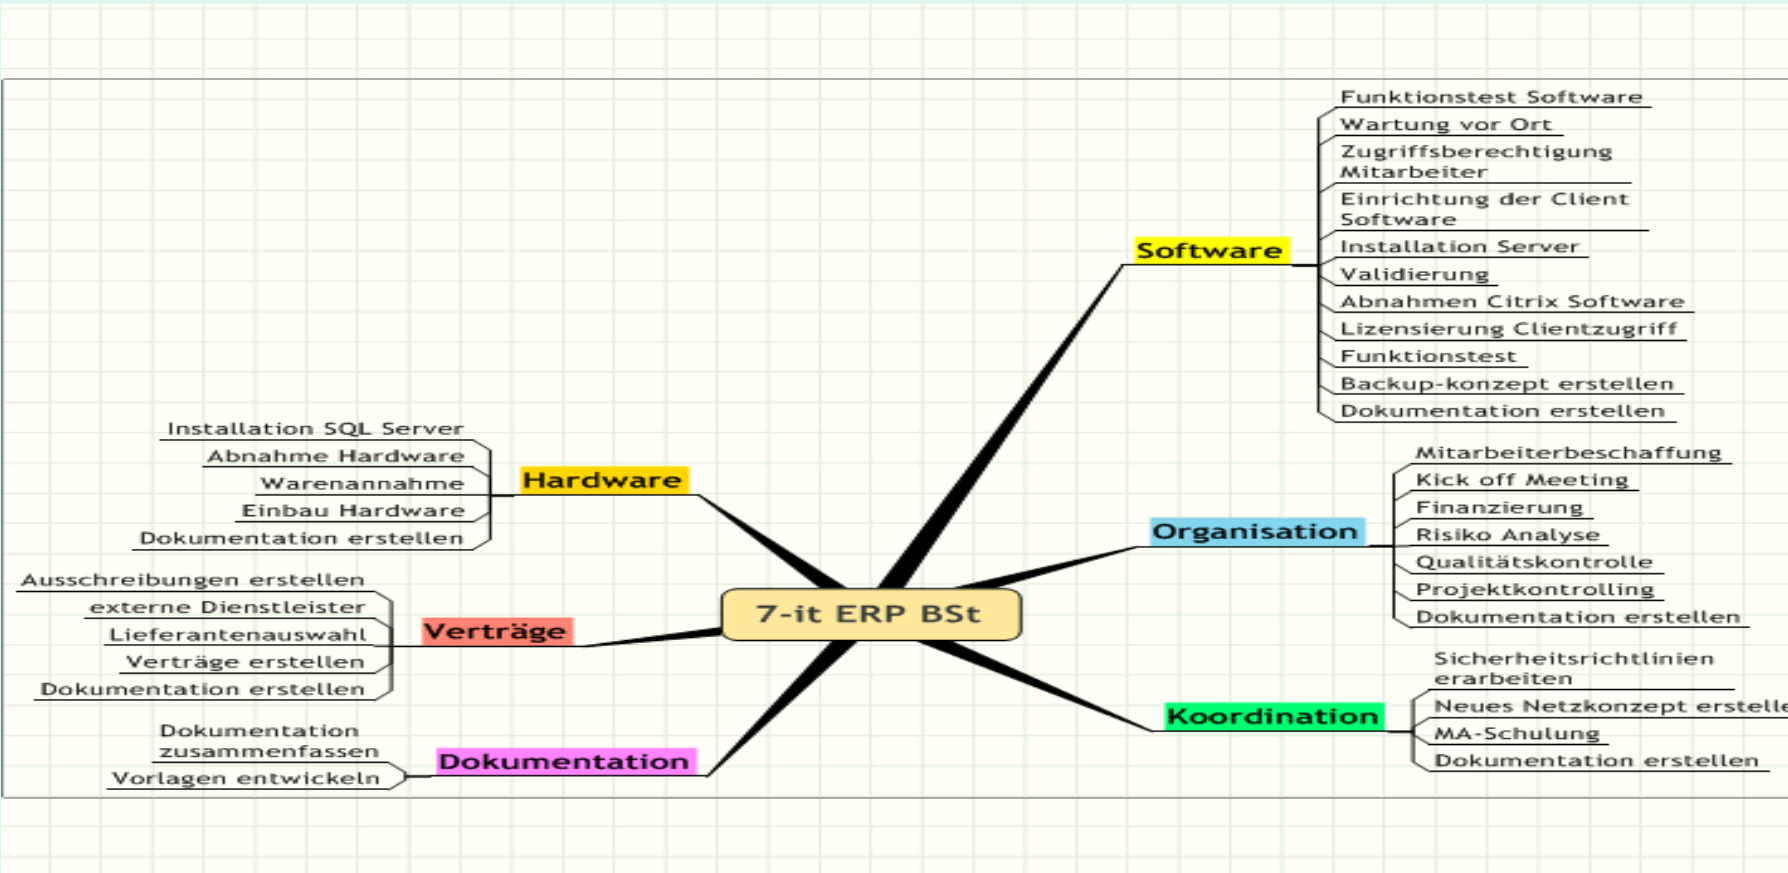 Funktionstest Software
Wartung vor Ort
Zugriffsberechtigung
Mitarbeiter
Einrichtung der Client
Software
Software
Installation Server
Validierung
Abnahmen Citrix Software
Lizensierung Clientzugriff
Funktionstest
Backup-konzept erstellen
Dokumentation erstellen
Installation SQL Server
Abnahme Hardware
Warenannahme
Einbau Hardware
Dokumentation erstellen
Hardware
Mitarbeiterbeschaffung
Kick off Meeting
Finanzierung
Risiko Analyse
Qualitätskontrolle
Projektkontrolling
Dokumentation erstellen
Organisation
Ausschreibungen erstellen
externe Dienstleister
Lieferantenauswahl
Verträge erstellen
Dokumentation erstellen
Verträge
7-it ERP BSt
Sicherheitsrichtlinien
erarbeiten
Neues Netzkonzept erstelle
MA-Schulung
Dokumentation erstellen
Koordination
Dokumentation
zusammenfassen
Vorlagen entwickeln
Dokumentation